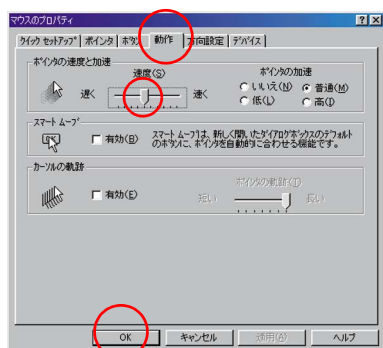 マウスのプロパティ
クイック セットアップ ポインタ ボタン 動作 方向設定 デバイス
ポインタの速度と加速
速度(S)
遅く 速く
ポインタの加速
いいえ(N) 普通(M)
低(L) 高(I)
スマート ムーブ
有効(B)
スマート ムーブは、新しく開いたダイアログボックスのデフォルト
のボタンに、ポインタを自動的に合わせる機能です。
カーソルの軌跡
有効(E)
ポインタの軌跡(T)
短い 長い
OK キャンセル 適用(A) ヘルプ